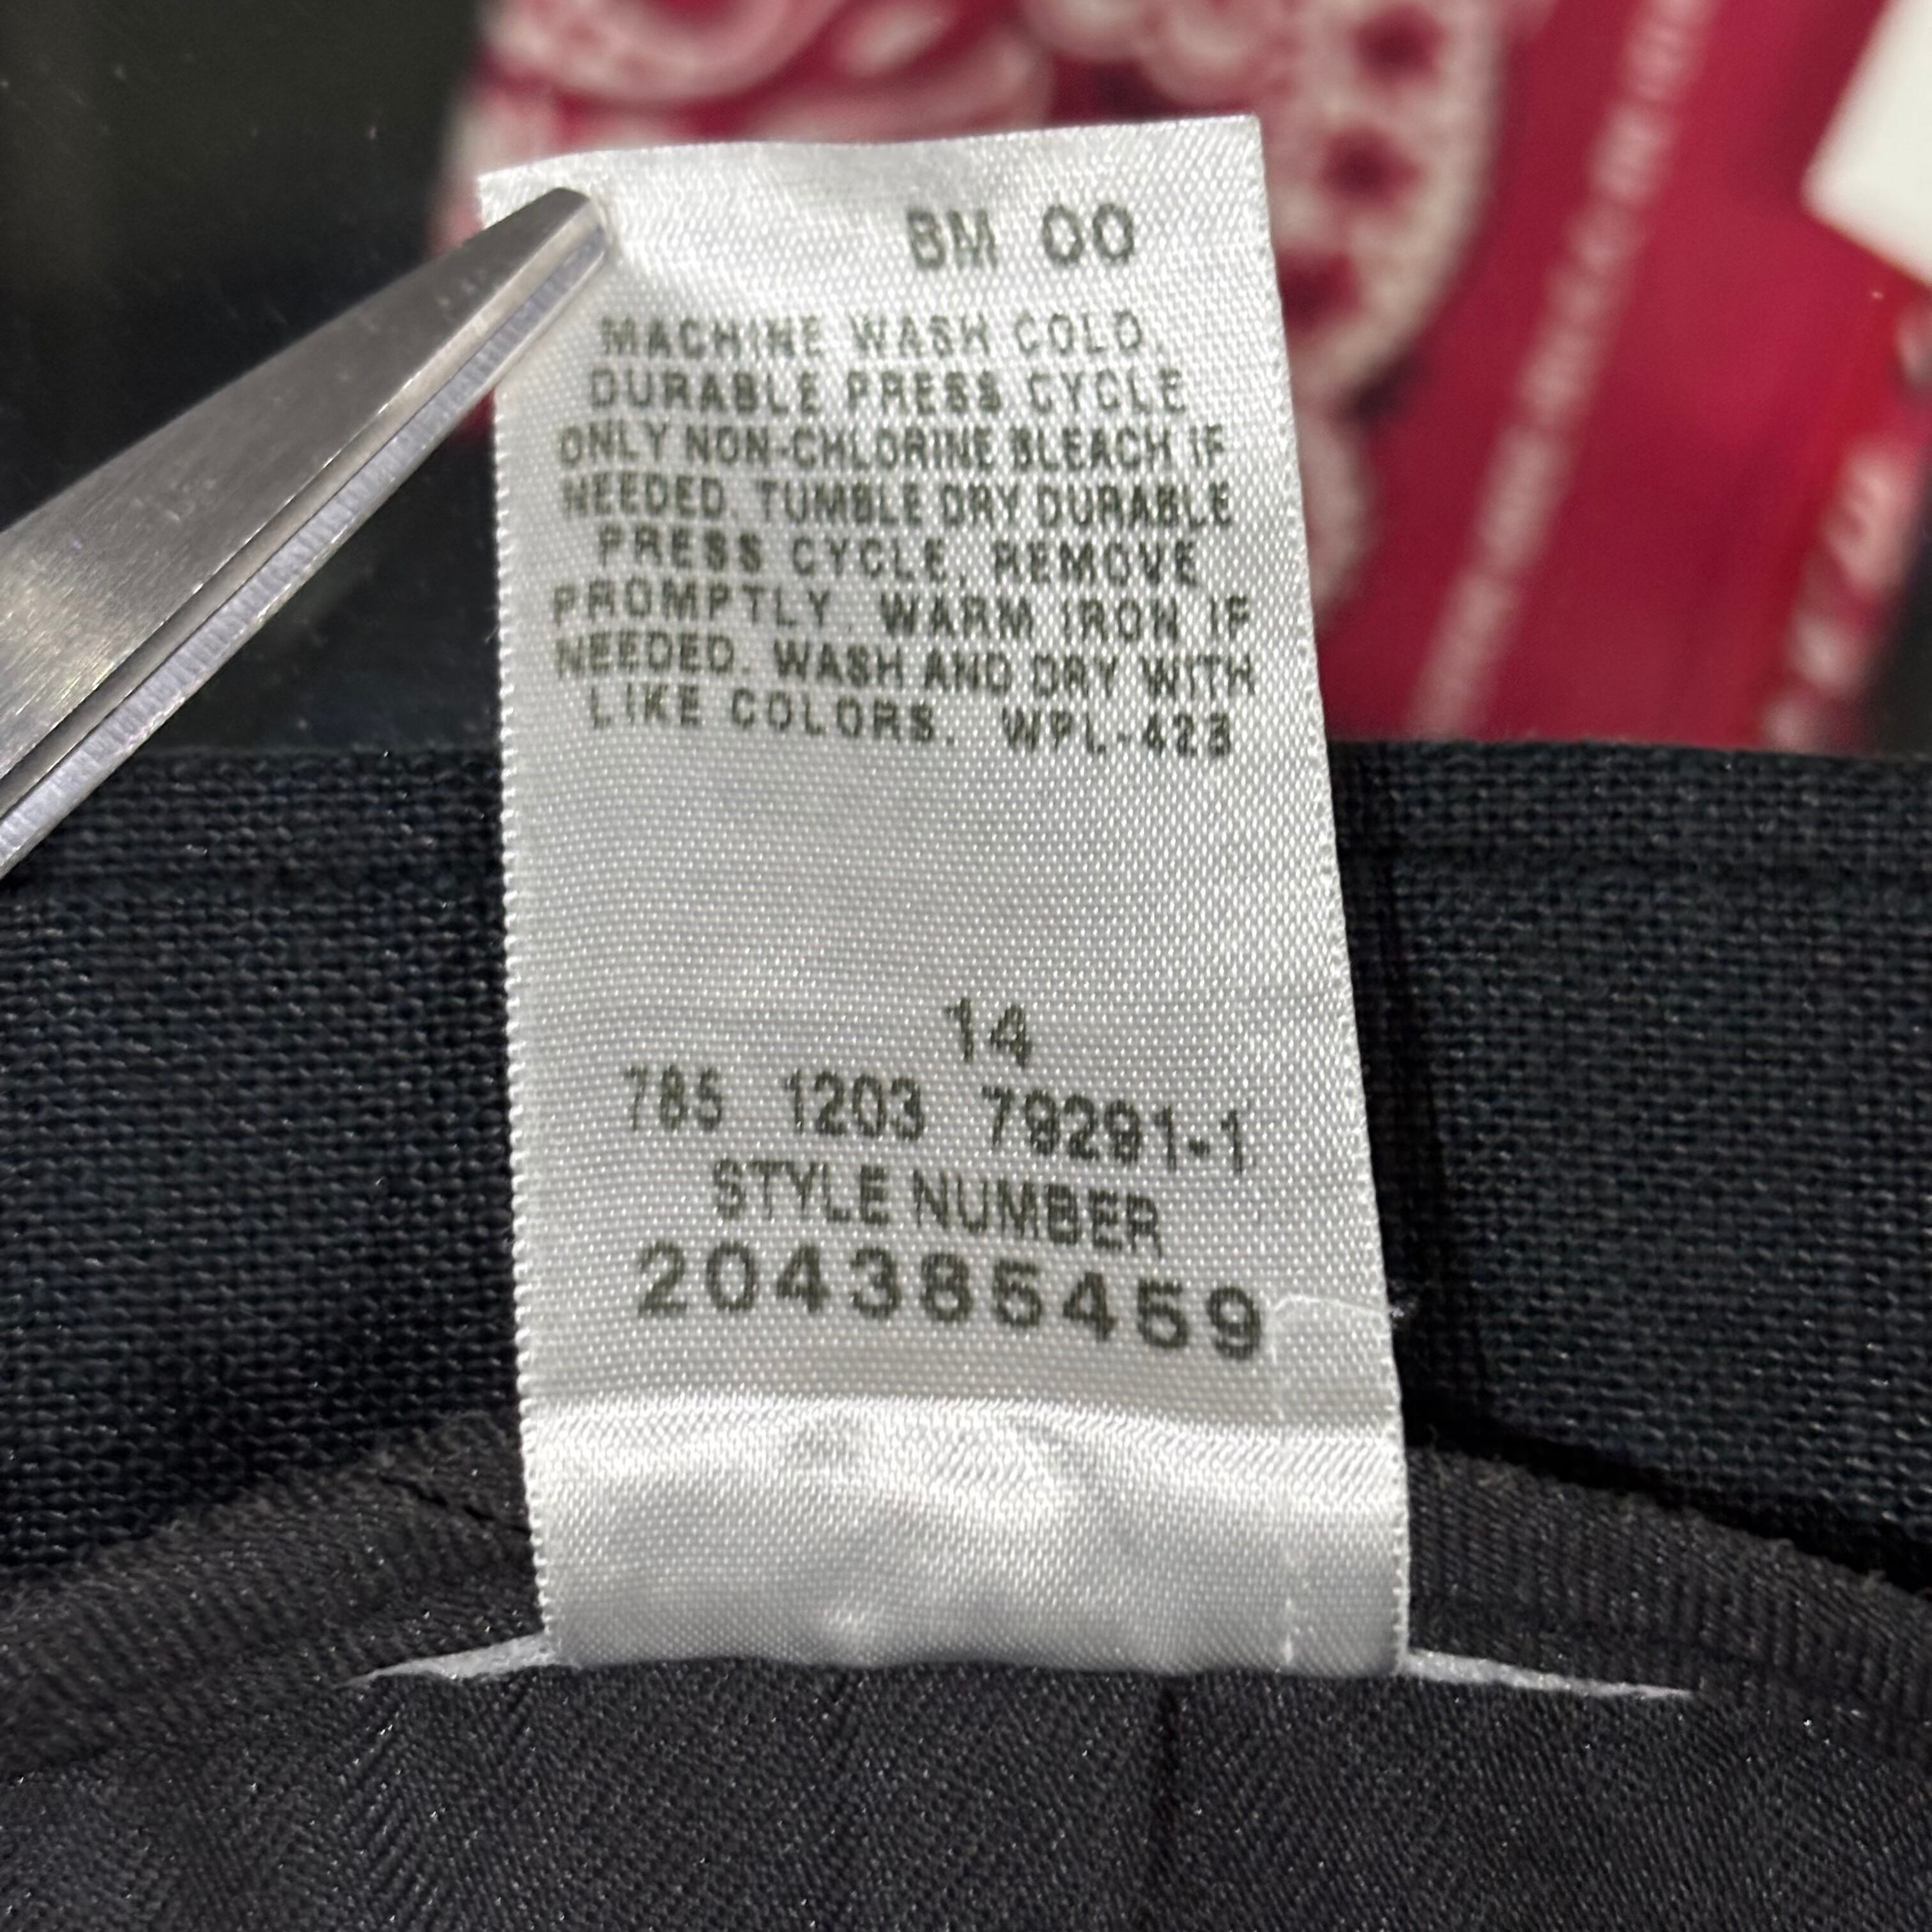 BM 00
MACHINE WASH COLD,
DURABLE PRESS CYCLE
ONLY NON-CHLORINE BLEACH IF
NEEDED. TUMBLE DRY DURABLE
PRESS CYCLE, REMOVE
PROMPTLY. WARM IRON IF
NEEDED. WASH AND DRY WITH
LIKE COLORS. WPL-423
14
785 1203 79291-1
STYLE NUMBER
204385459